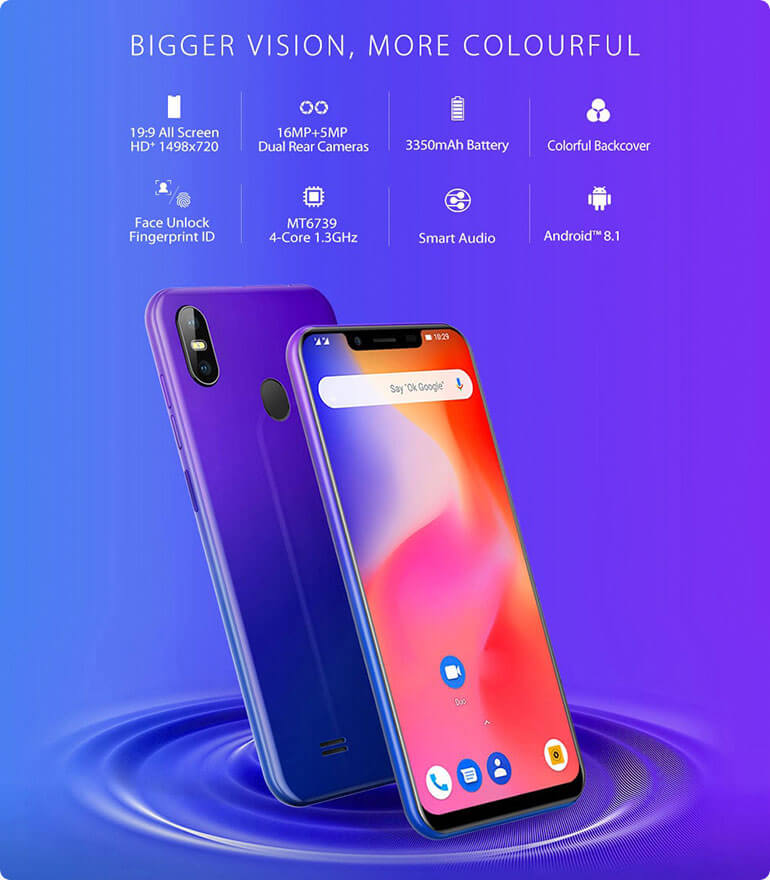 BIGGER VISION, MORE COLOURFUL
19:9 All Screen
HD⁺ 1498x720
16MP+5MP
Dual Rear Cameras
3350mAh Battery
Colorful Backcover
Face Unlock
Fingerprint ID
MT6739
4-Core 1.3GHz
Smart Audio
Android™ 8.1
10:29
Say "Ok Google"
Duo